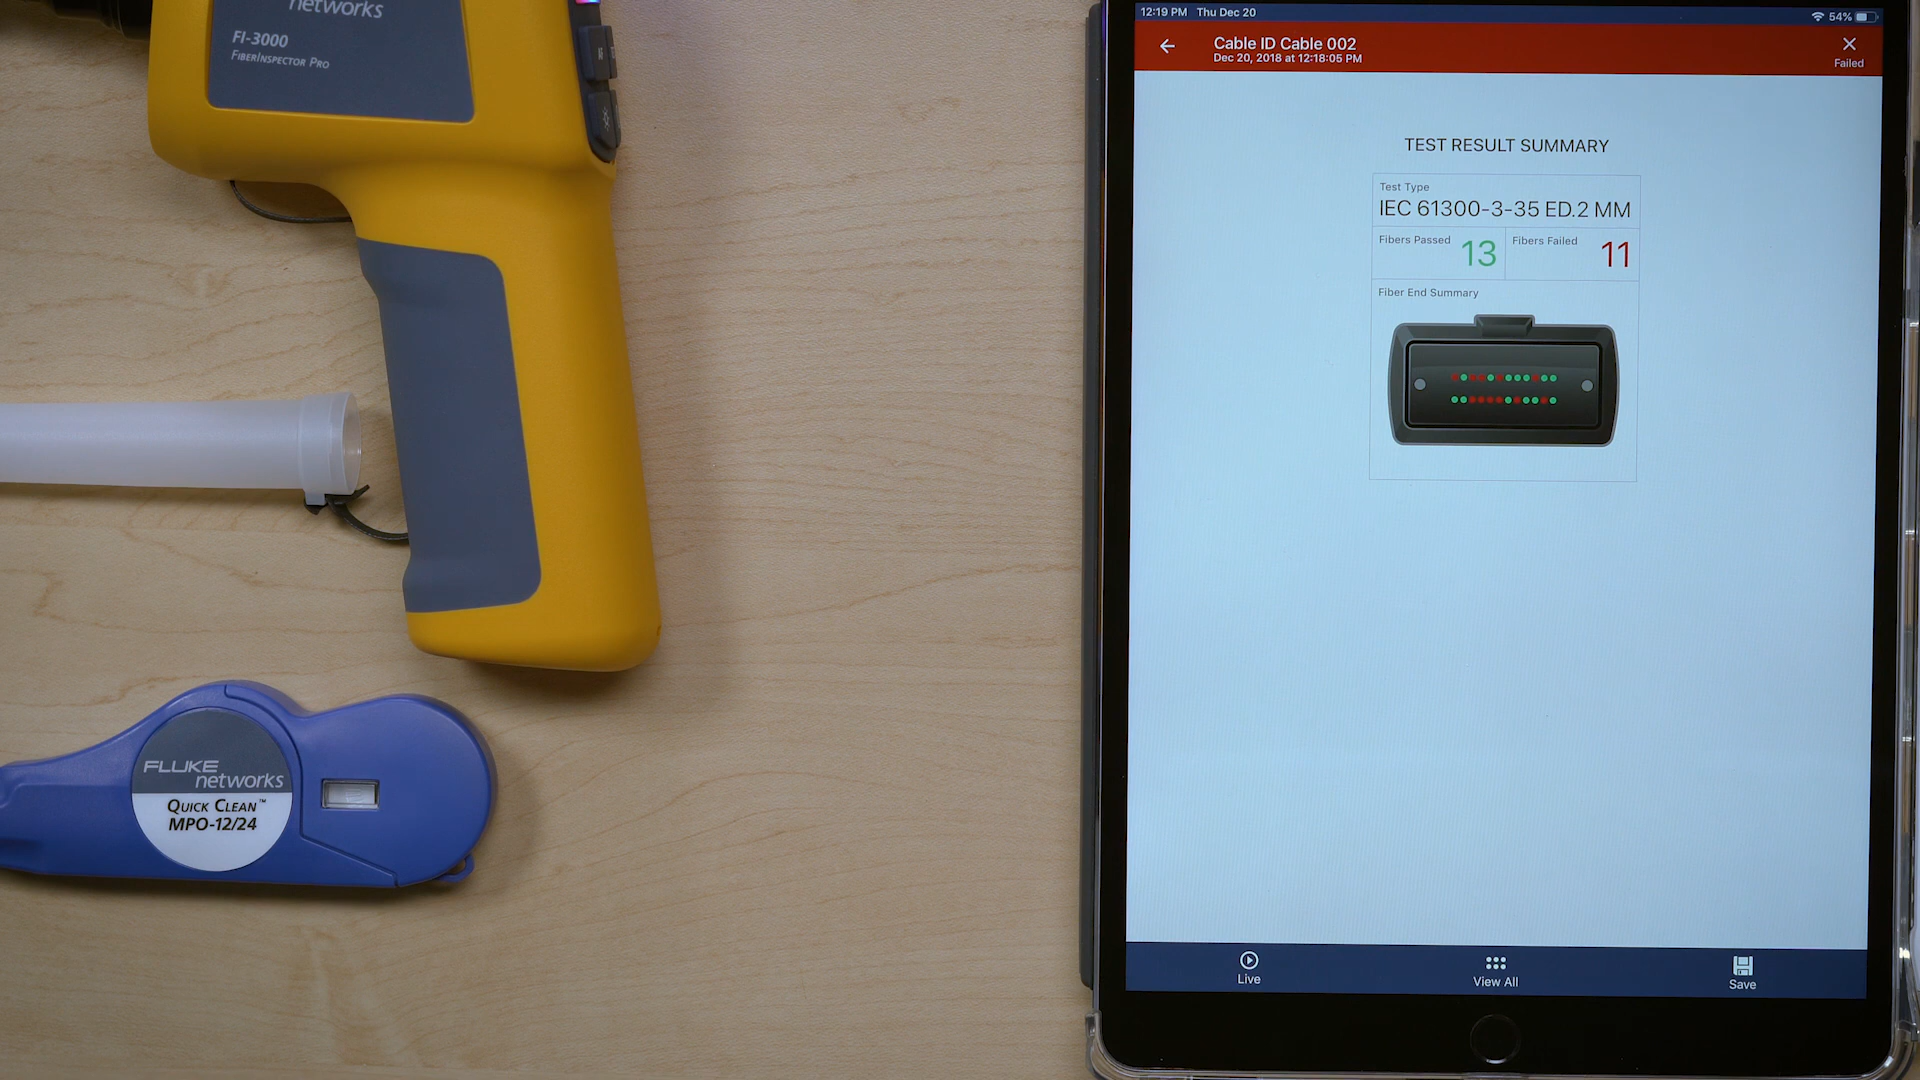 networks
FI-3000
FIBERINSPECTOR PRO
FLUKE
networks
QUICK CLEAN™
MPO-12/24
12:19 PM Thu Dec 20
54%
Cable ID Cable 002
Dec 20, 2018 at 12:18:05 PM
Failed
TEST RESULT SUMMARY
Test Type
IEC 61300-3-35 ED.2 MM
Fibers Passed 13
Fibers Failed 11
Fiber End Summary
Live
View All
Save